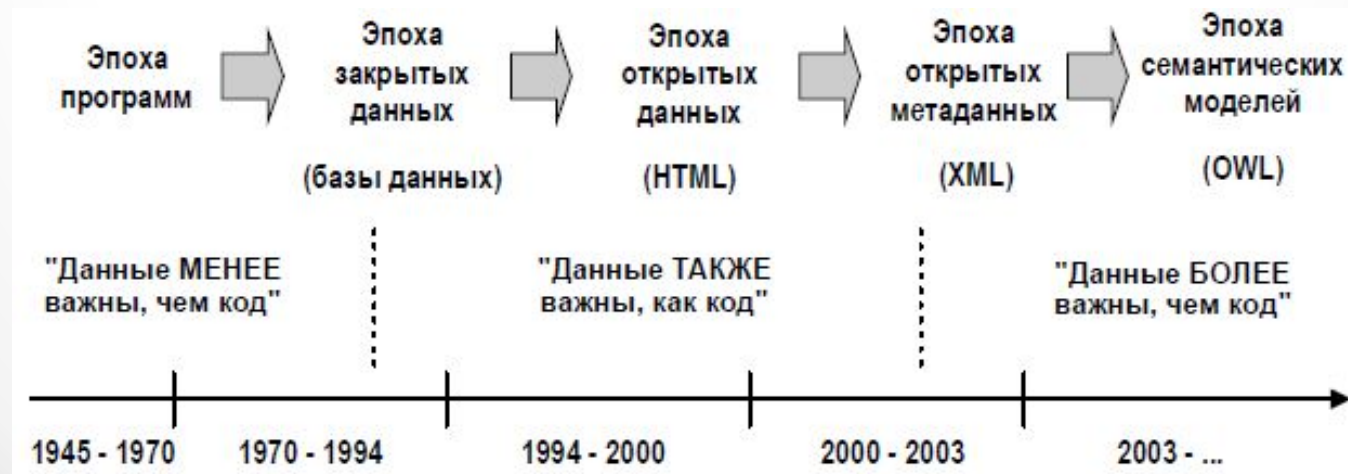 Эпоха
программ
Эпоха
закрытых
данных
(базы данных)
Эпоха
открытых
данных
(HTML)
Эпоха
открытых
метаданных
(XML)
Эпоха
семантических
моделей
(OWL)
"Данные МЕНЕЕ
важны, чем код"
"Данные ТАКЖЕ
важны, как код"
"Данные БОЛЕЕ
важны, чем код"
1945 - 1970
1970 - 1994
1994 - 2000
2000 - 2003
2003 - ...